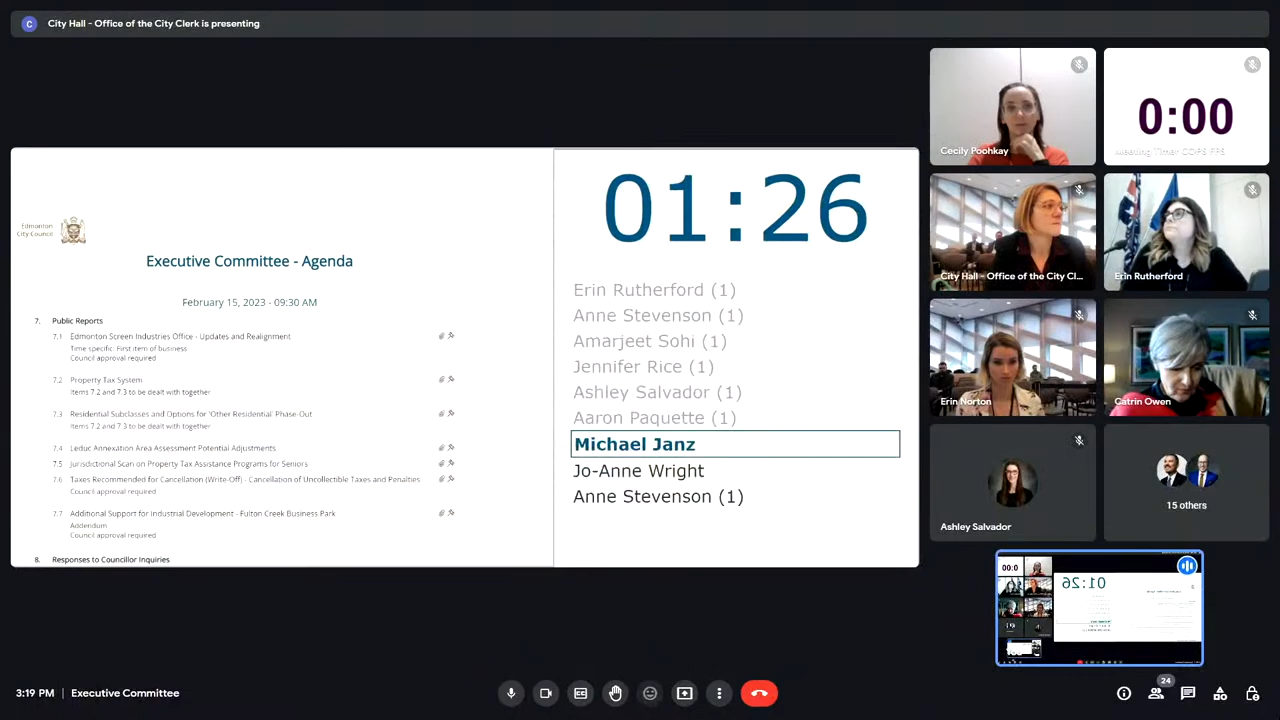 C City Hall - Office of the City Clerk is presenting
Edmonton
City Council
Executive Committee - Agenda
February 15, 2023 - 09:30 AM
7. Public Reports
7.1 Edmonton Screen Industries Office - Updates and Realignment
Time specific: First item of business
Council approval required
7.2 Property Tax System
Items 7.2 and 7.3 to be dealt with together
7.3 Residential Subclasses and Options for 'Other Residential' Phase-Out
Items 7.2 and 7.3 to be dealt with together
7.4 Leduc Annexation Area Assessment Potential Adjustments
7.5 Jurisdictional Scan on Property Tax Assistance Programs for Seniors
7.6 Taxes Recommended for Cancellation (Write-Off) - Cancellation of Uncollectible Taxes and Penalties
Council approval required
7.7 Additional Support for Industrial Development - Fulton Creek Business Park
Addendum
Council approval required
8. Responses to Councillor Inquiries
01:26
Erin Rutherford (1)
Anne Stevenson (1)
Amarjeet Sohi (1)
Jennifer Rice (1)
Ashley Salvador (1)
Aaron Paquette (1)
Michael Janz
Jo-Anne Wright
Anne Stevenson (1)
Cecily Poohkay
0:00
Meeting Timer
City Hall - Office of the City Cl...
Erin Rutherford
Erin Norton
Catrin Owen
Ashley Salvador
15 others
00:0
01:26
3:19 PM | Executive Committee
24